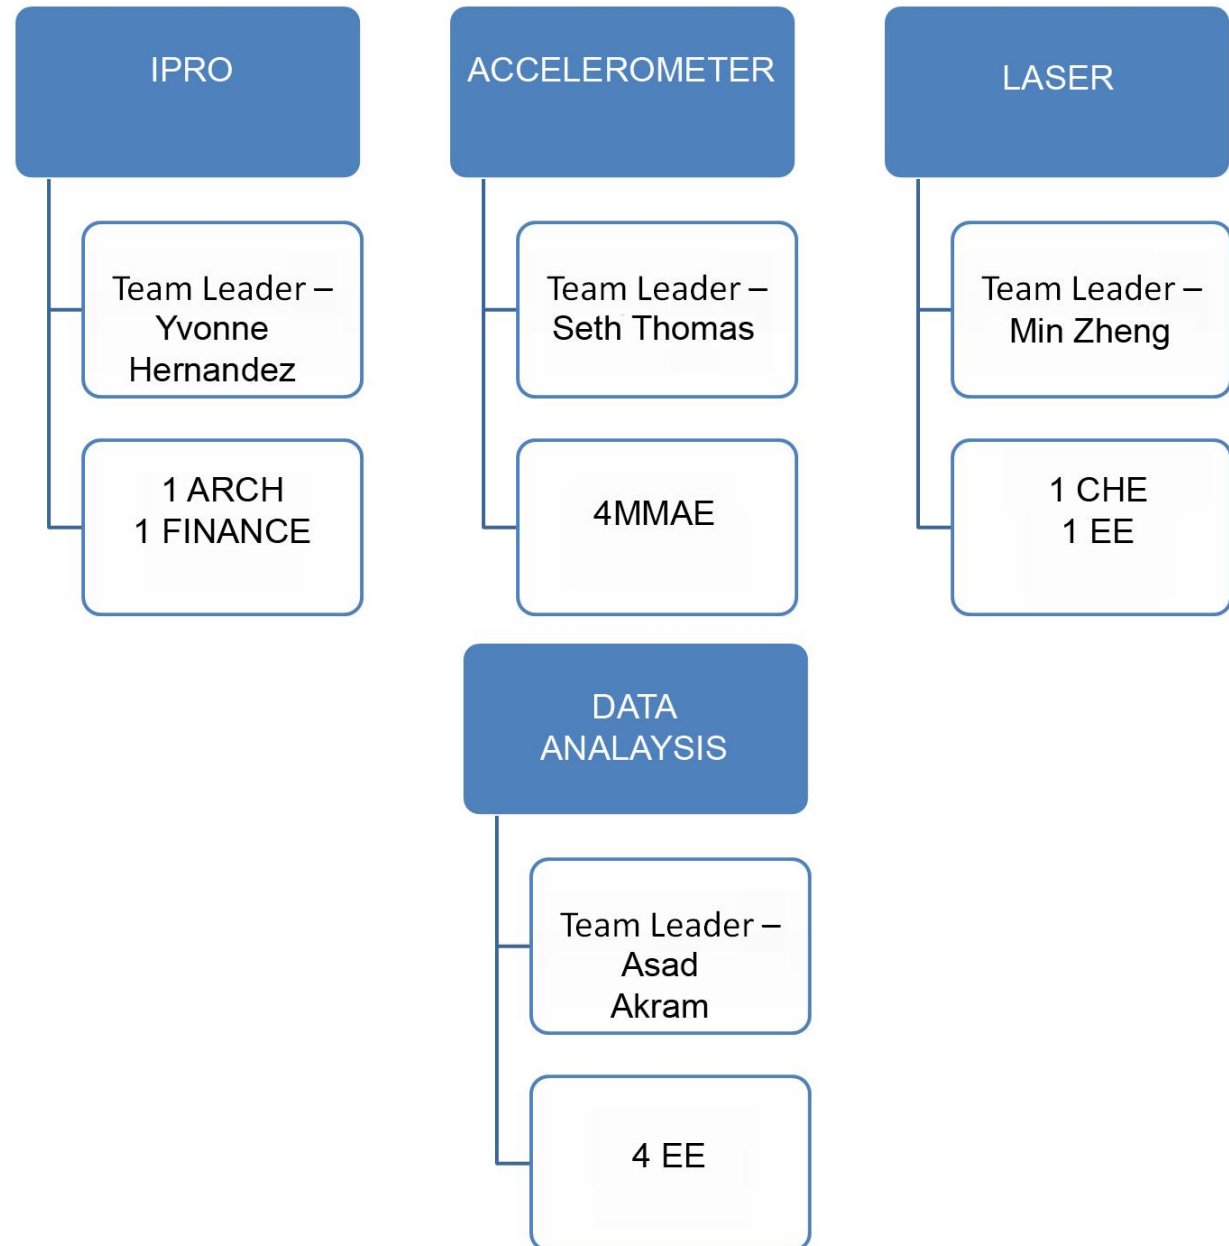 IPRO
Team Leader –
Yvonne
Hernandez
1 ARCH
1 FINANCE
ACCELEROMETER
Team Leader –
Seth Thomas
4MMAE
LASER
Team Leader –
Min Zheng
1 CHE
1 EE
DATA
ANALAYSIS
Team Leader –
Asad
Akram
4 EE